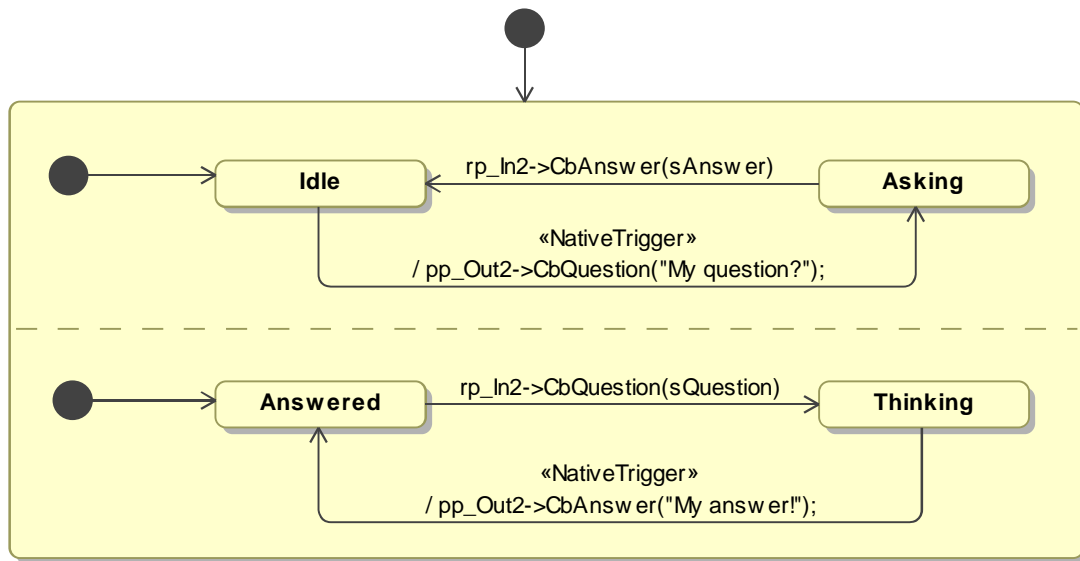 rp_In2->CbAnswer(sAnswer)
Idle
Asking
«NativeTrigger»
/ pp_Out2->CbQuestion("My question?");
rp_In2->CbQuestion(sQuestion)
Answered
Thinking
«NativeTrigger»
/ pp_Out2->CbAnswer("My answer!");